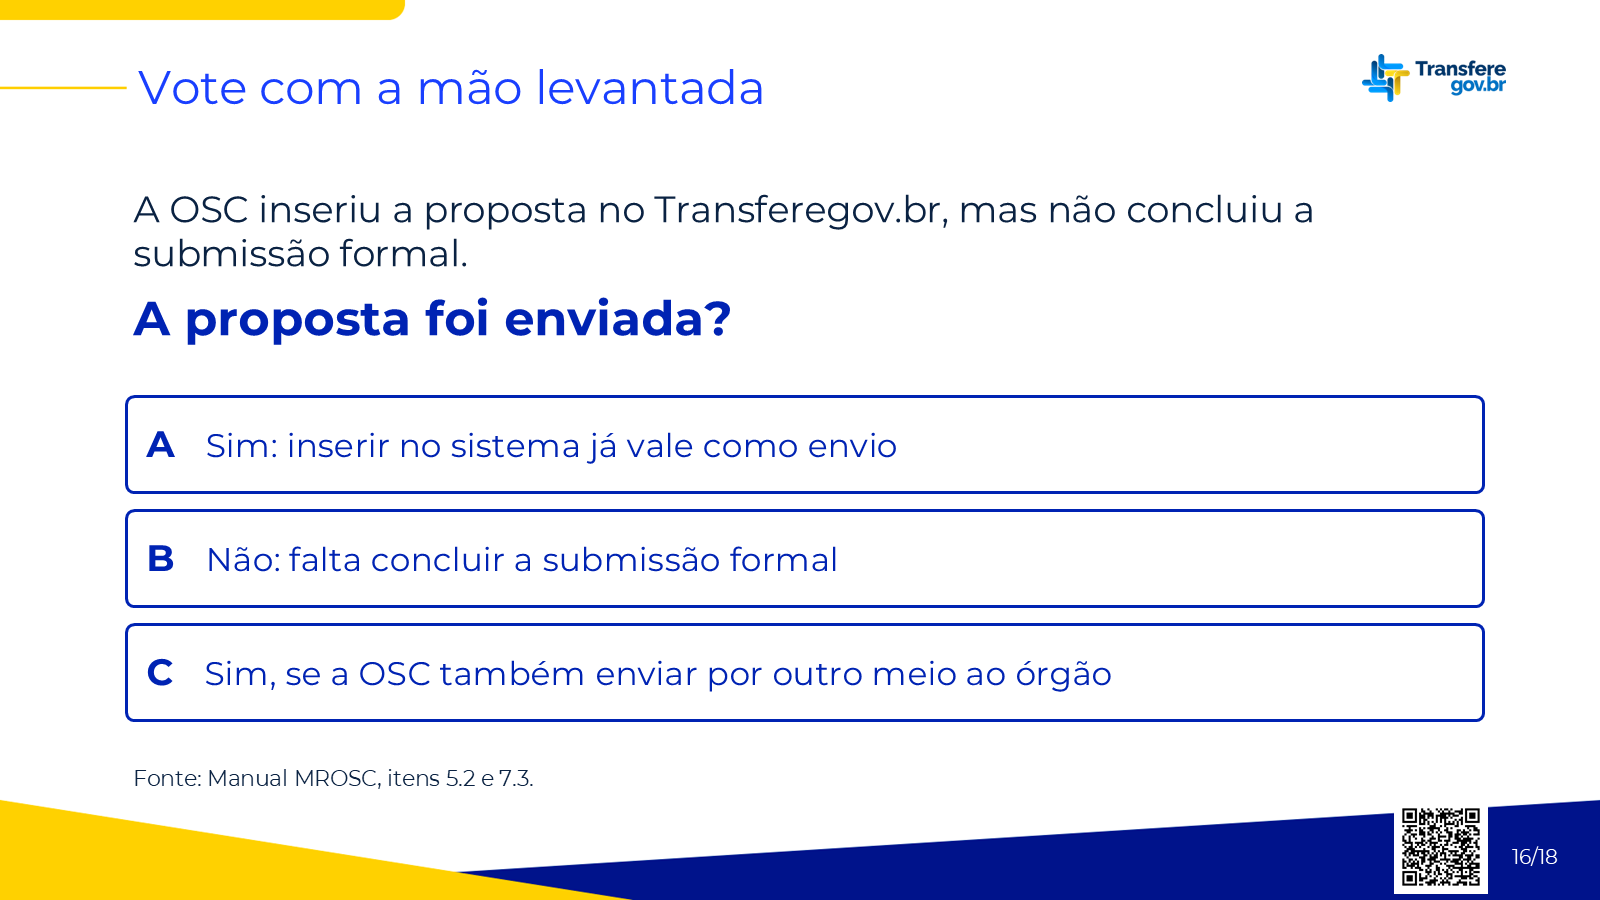 Vote com a mão levantada
Transfere
gov.br
A OSC inseriu a proposta no Transferegov.br, mas não concluiu a
submissão formal.
A proposta foi enviada?
A Sim: inserir no sistema já vale como envio
B Não: falta concluir a submissão formal
C Sim, se a OSC também enviar por outro meio ao órgão
Fonte: Manual MROSC, itens 5.2 e 7.3.
16/18